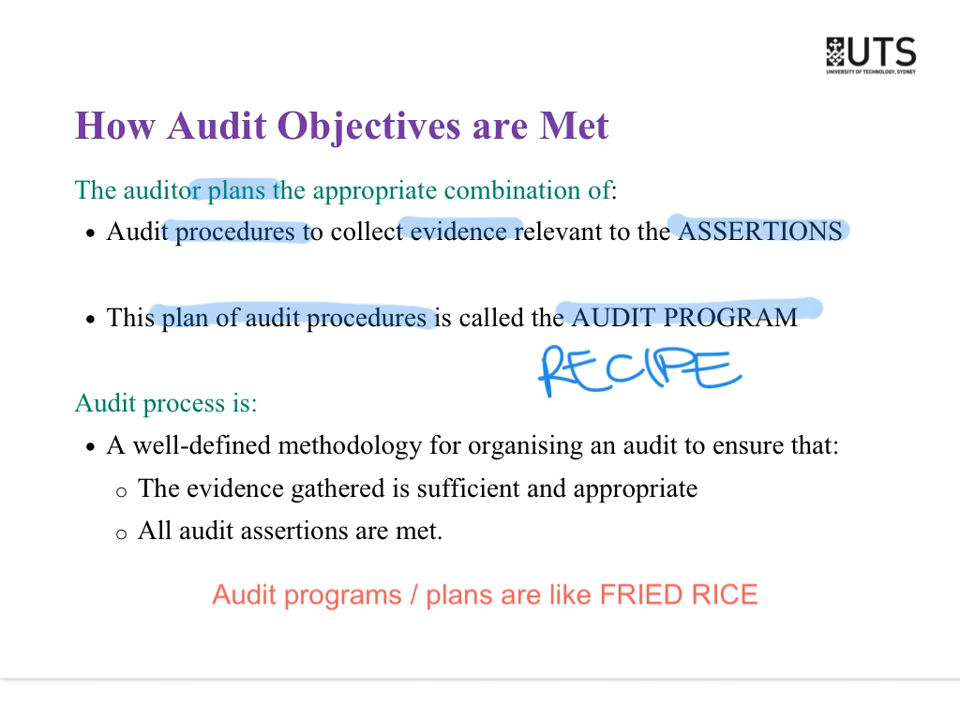 UTS
UNIVERSITY OF TECHNOLOGY, SYDNEY
How Audit Objectives are Met
The auditor plans the appropriate combination of:
• Audit procedures to collect evidence relevant to the ASSERTIONS
• This plan of audit procedures is called the AUDIT PROGRAM
RECIPE
Audit process is:
• A well-defined methodology for organising an audit to ensure that:
o The evidence gathered is sufficient and appropriate
o All audit assertions are met.
Audit programs / plans are like FRIED RICE